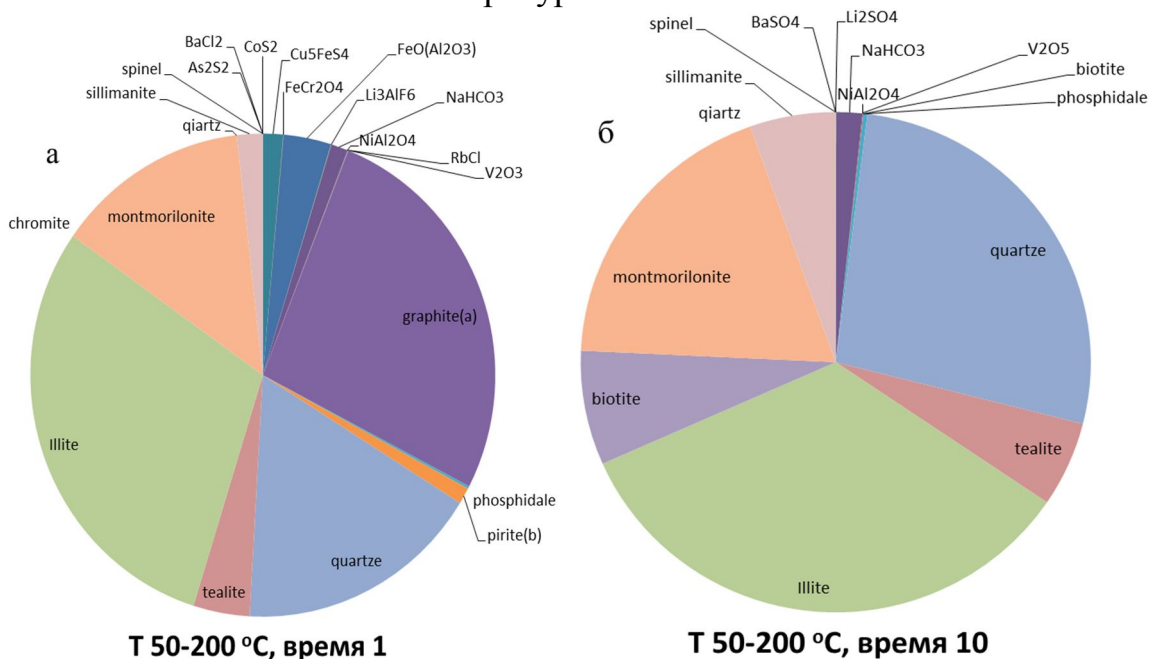 BaCl2
CoS2
Cu5FeS4
FeO(Al2O3)
As2S2
spinel
FeCr2O4
Li3AlF6
NaHCO3
sillimanite
qiartz
NiAl2O4
RbCl
V2O3
а
chromite
montmorilonite
graphite(a)
Illite
phosphidale
pirite(b)
quartze
tealite
T 50-200 °C, время 1
spinel
BaSO4
Li2SO4
NaHCO3
V2O5
sillimanite
biotite
NiAl2O4
phosphidale
qiartz
б
quartze
montmorilonite
biotite
tealite
Illite
T 50-200 °C, время 10